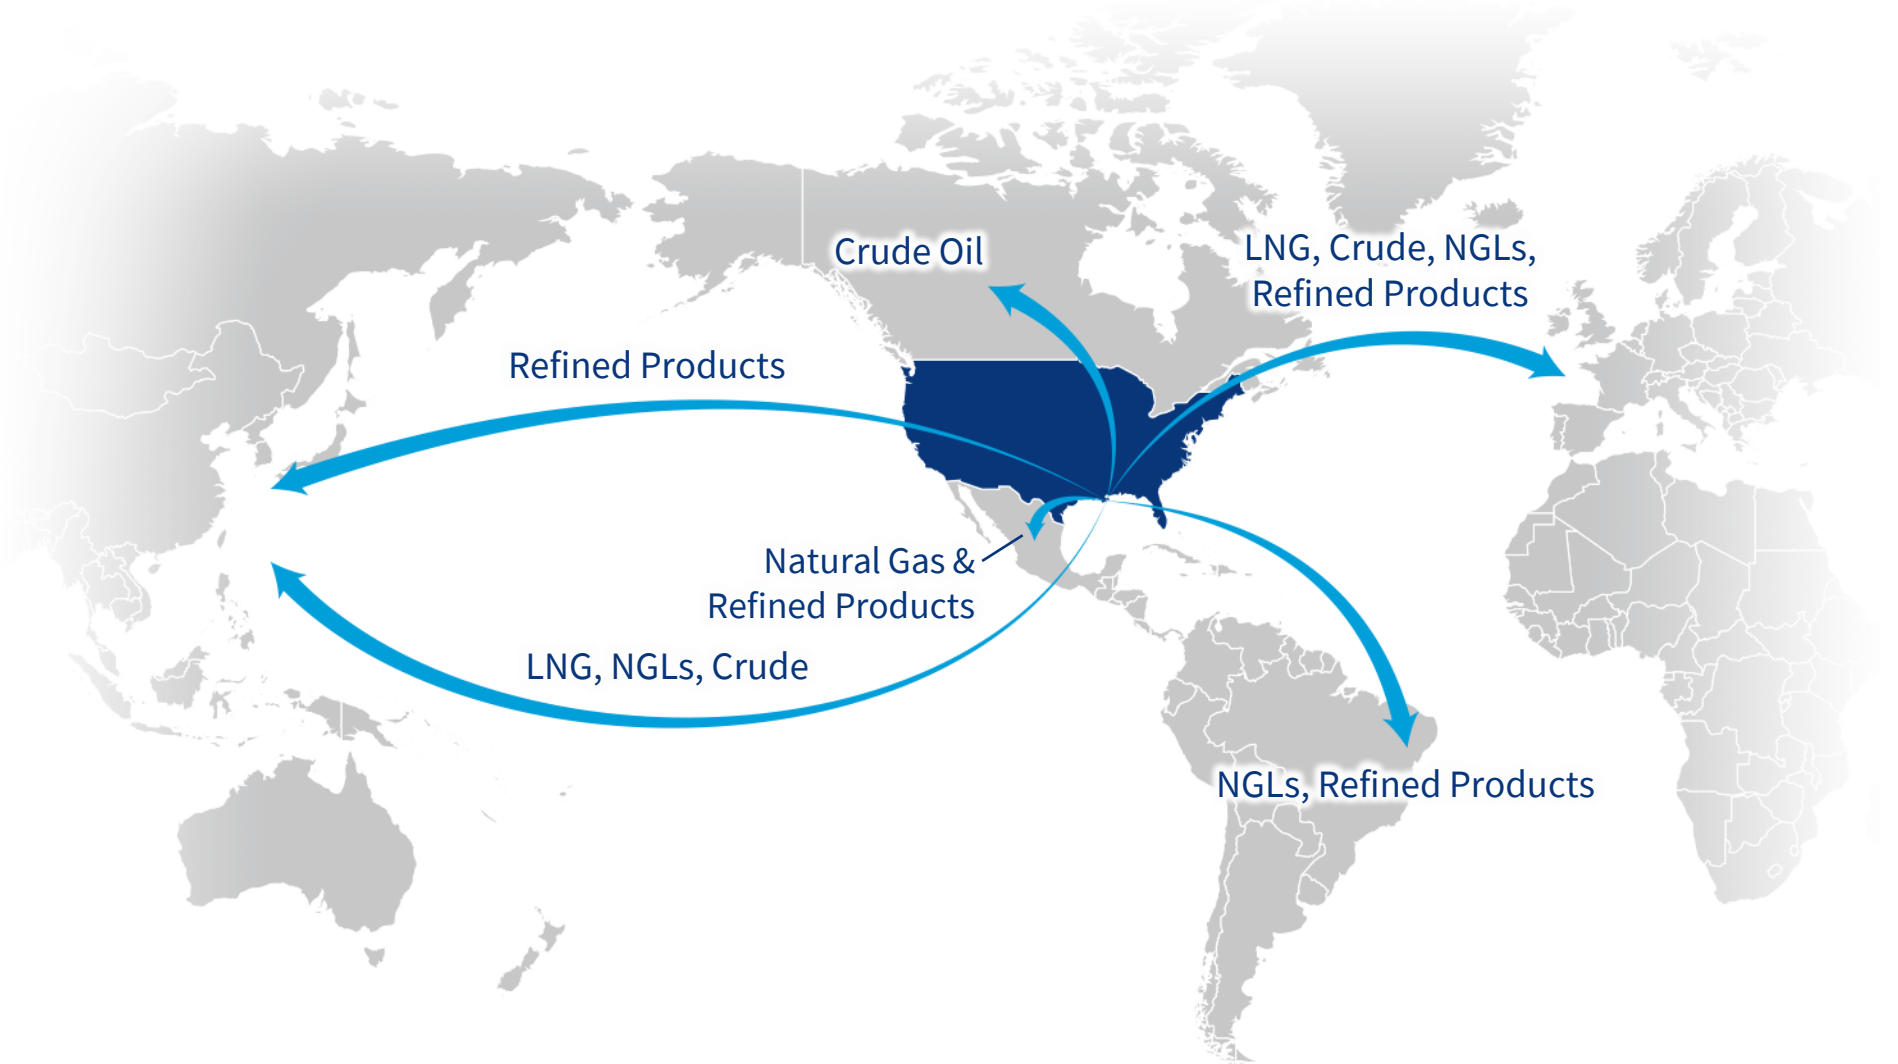 Crude Oil
LNG, Crude, NGLs,
Refined Products
Refined Products
Natural Gas &
Refined Products
LNG, NGLs, Crude
NGLs, Refined Products